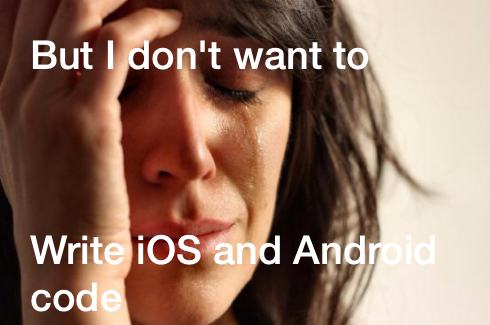 But I don't want to
Write iOS and Android
code